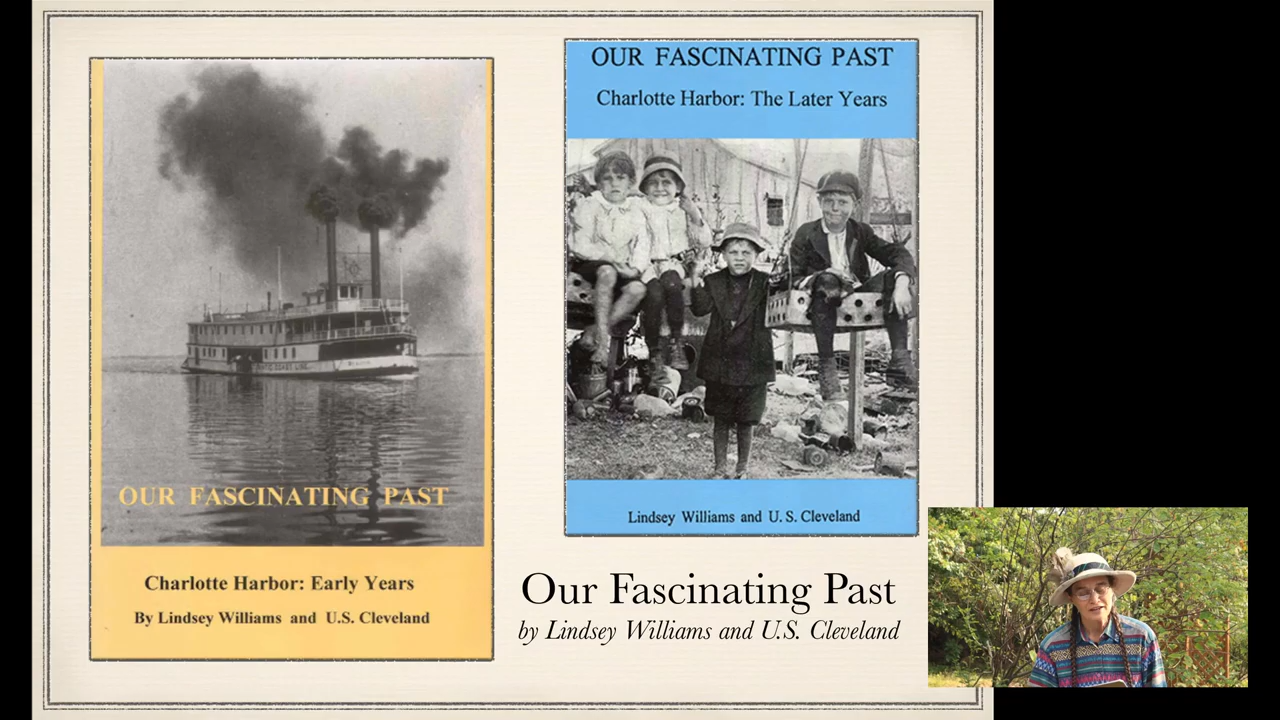 OUR FASCINATING PAST
Charlotte Harbor: Early Years
By Lindsey Williams and U.S. Cleveland
OUR FASCINATING PAST
Charlotte Harbor: The Later Years
Lindsey Williams and U. S. Cleveland
Our Fascinating Past
by Lindsey Williams and U.S. Cleveland